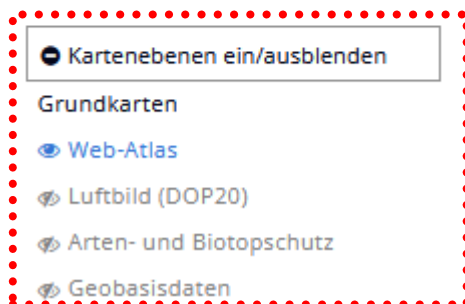 Kartenebenen ein/ausblenden
Grundkarten
Web-Atlas
Luftbild (DOP20)
Arten- und Biotopschutz
Geobasisdaten